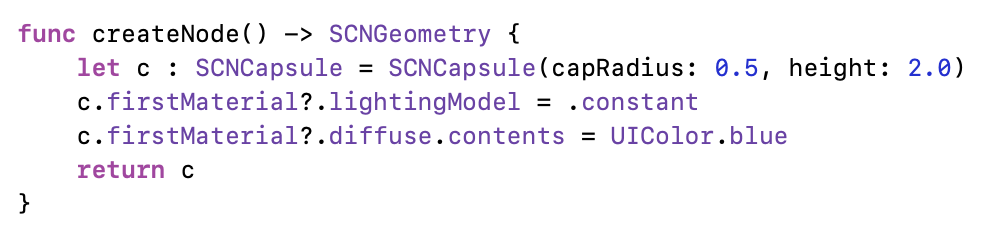 func createNode() -> SCNGeometry {
    let c : SCNCapsule = SCNCapsule(capRadius: 0.5, height: 2.0)
    c.firstMaterial?.lightingModel = .constant
    c.firstMaterial?.diffuse.contents = UIColor.blue
    return c
}